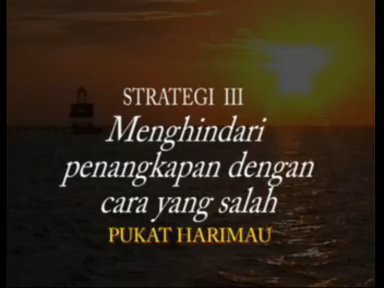 STRATEGI III
Menghindari
penangkapan dengan
cara yang salah
PUKAT HARIMAU